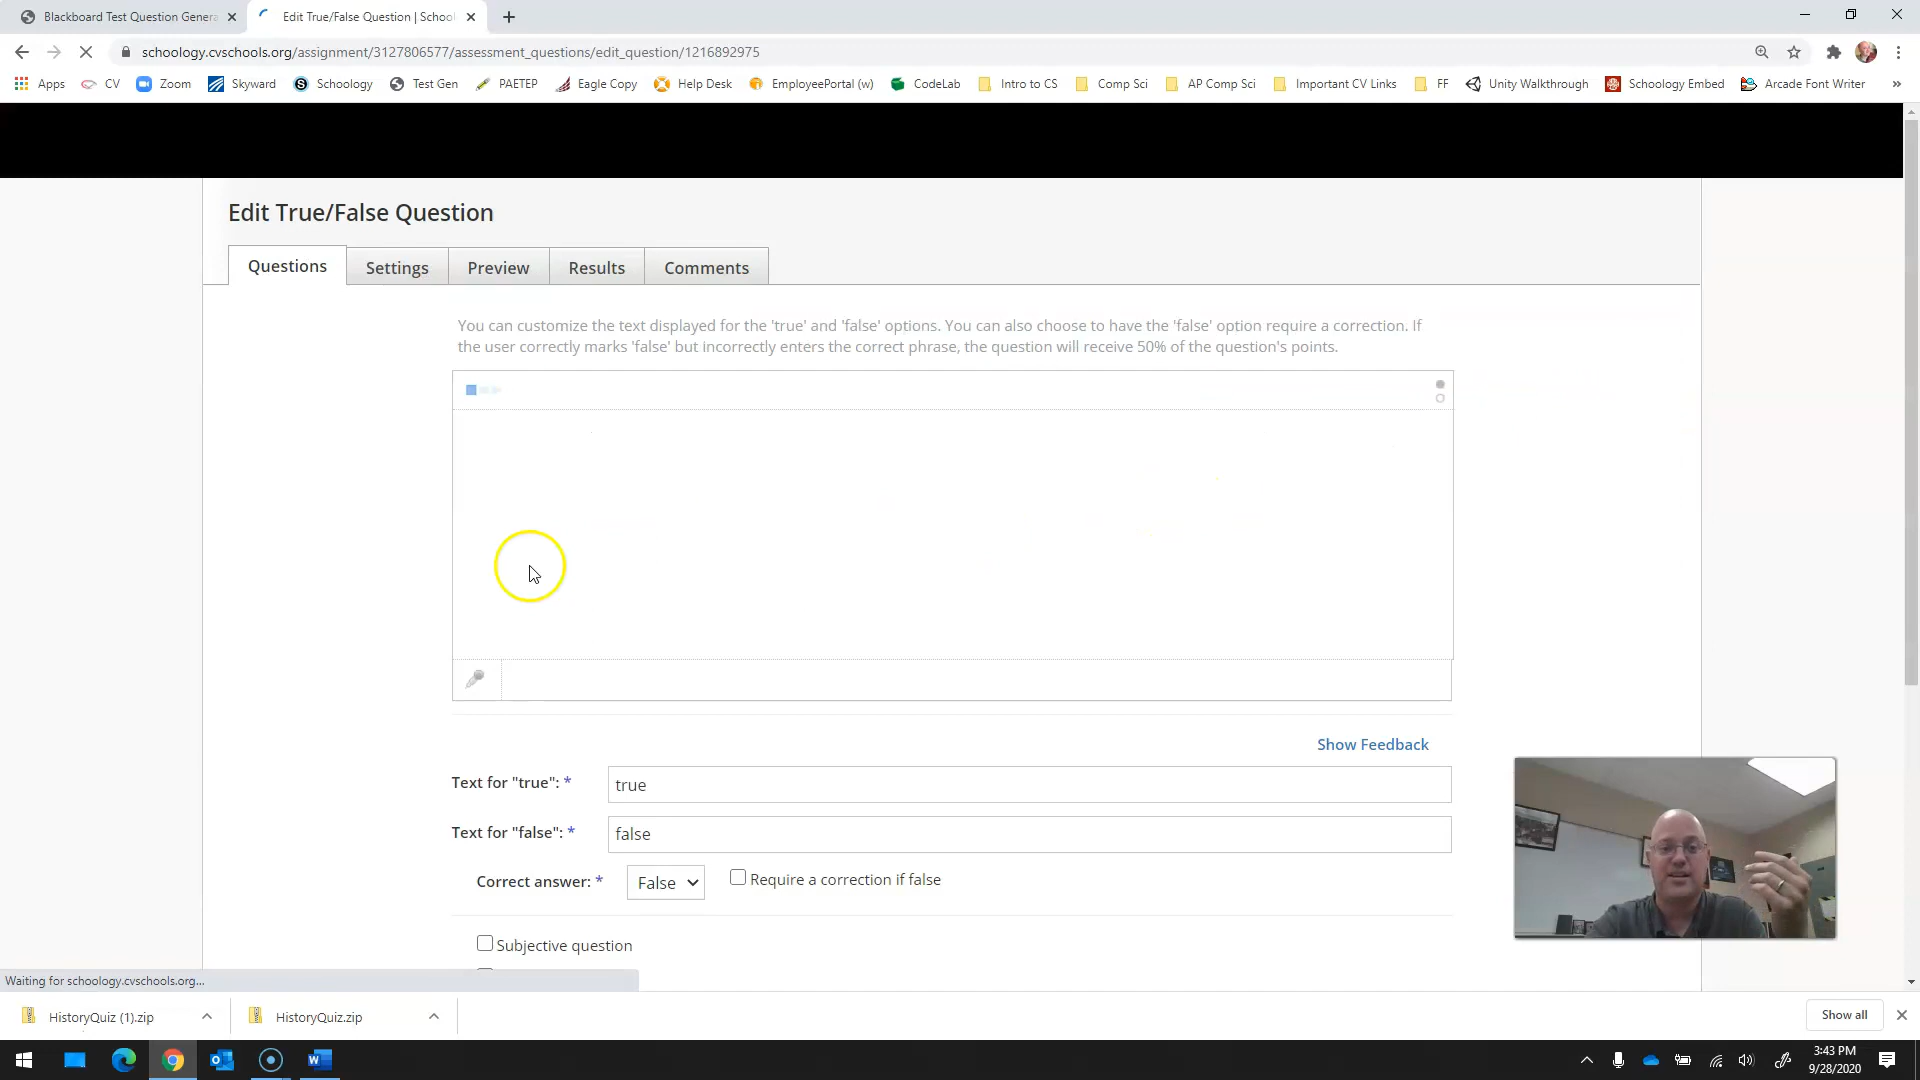 Blackboard Test Question Genera
Edit True/False Question | School
schoology.cvschools.org/assignment/3127806577/assessment_questions/edit_question/1216892975
Apps CV Zoom Skyward Schoology Test Gen PAETEP Eagle Copy Help Desk EmployeePortal (w) CodeLab Intro to CS Comp Sci AP Comp Sci Important CV Links FF Unity Walkthrough Schoology Embed Arcade Font Writer »
Edit True/False Question
Questions Settings Preview Results Comments
You can customize the text displayed for the 'true' and 'false' options. You can also choose to have the 'false' option require a correction. If
the user correctly marks 'false' but incorrectly enters the correct phrase, the question will receive 50% of the question's points.
Show Feedback
Text for "true": * true
Text for "false": * false
Correct answer: * False Require a correction if false
Subjective question
Waiting for schoology.cvschools.org...
HistoryQuiz (1).zip HistoryQuiz.zip Show all
3:43 PM
9/28/2020